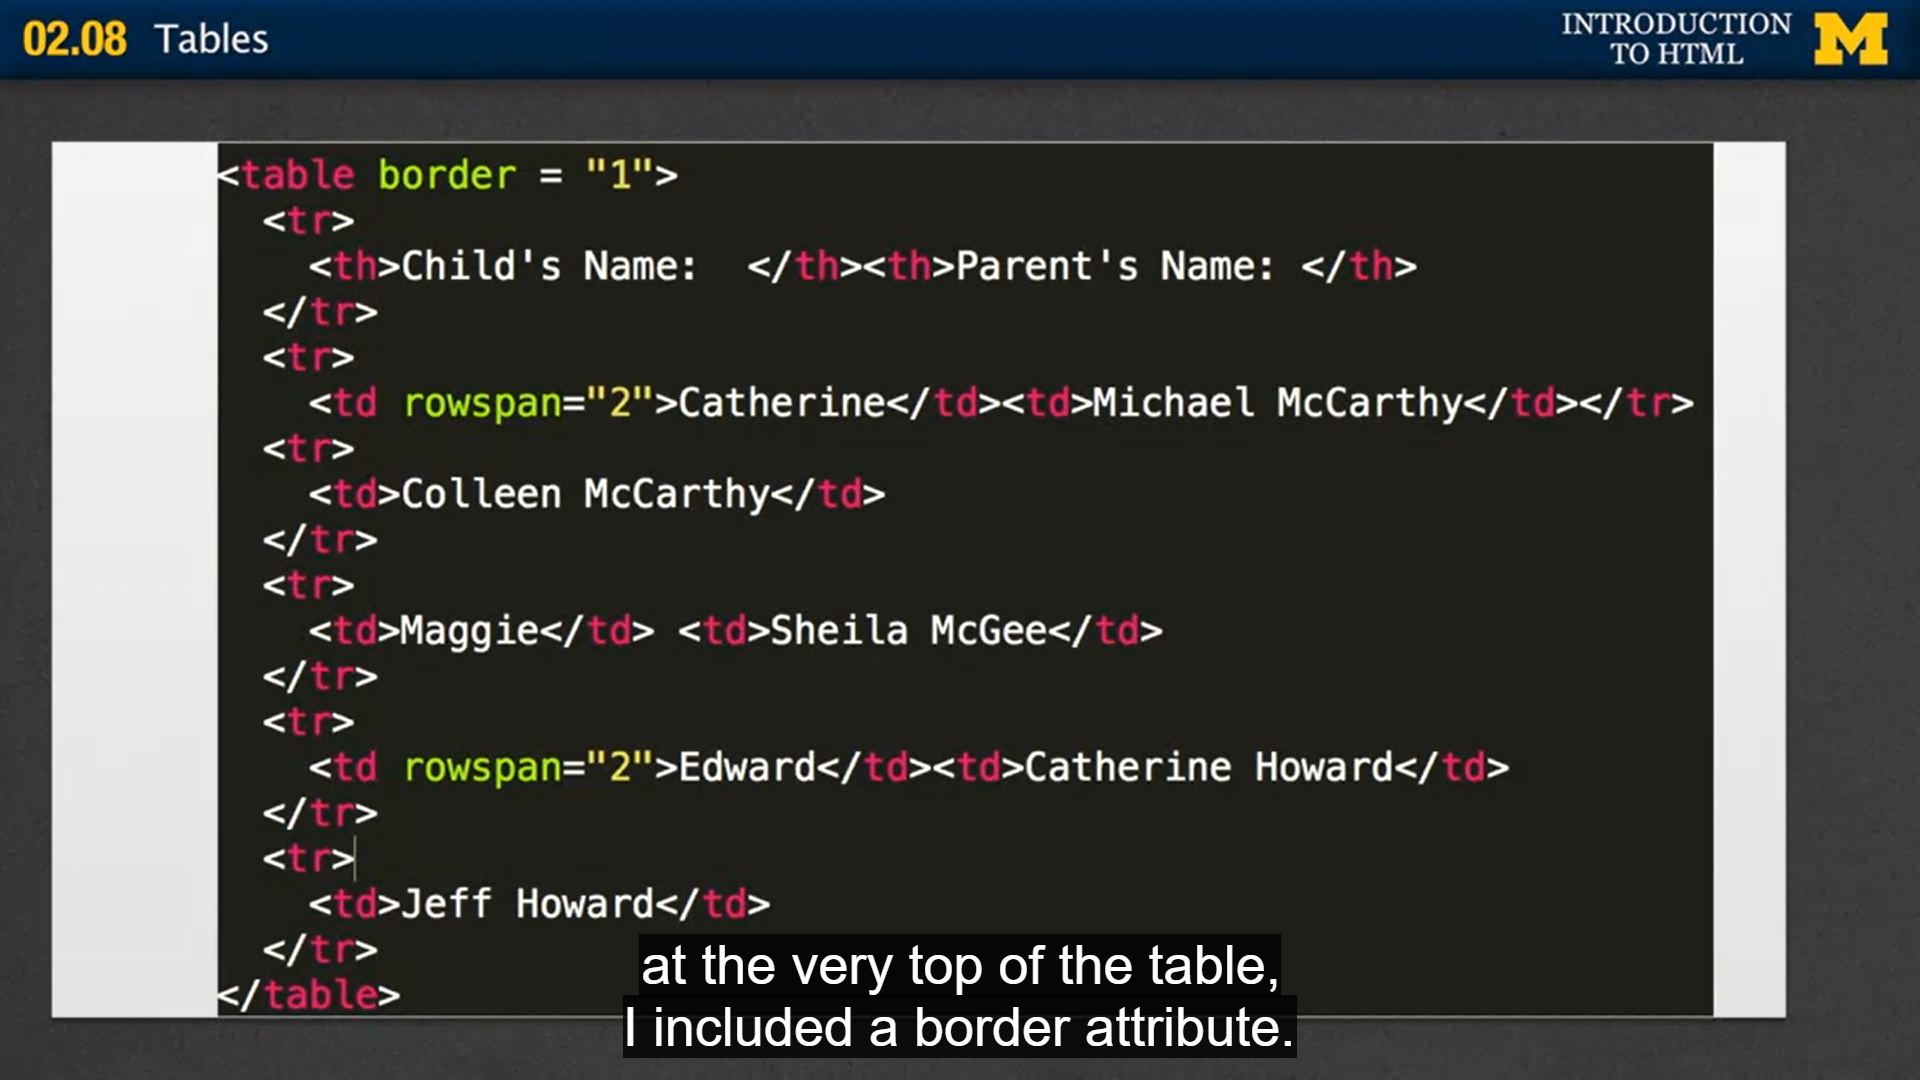 02.08 Tables
INTRODUCTION
TO HTML
M
<table border = "1">
<tr>
<th>Child's Name:  </th><th>Parent's Name: </th>
</tr>
<tr>
<td rowspan="2">Catherine</td><td>Michael McCarthy</td></tr>
<tr>
<td>Colleen McCarthy</td>
</tr>
<tr>
<td>Maggie</td> <td>Sheila McGee</td>
</tr>
<tr>
<td rowspan="2">Edward</td><td>Catherine Howard</td>
</tr>
<tr>
<td>Jeff Howard</td>
</tr>
</table>
at the very top of the table,
I included a border attribute.